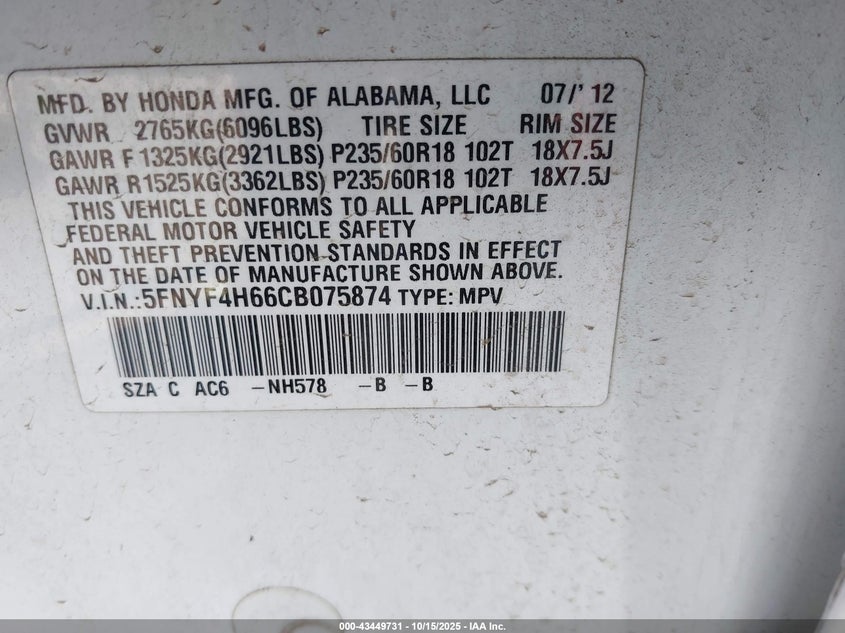 MFD. BY HONDA MFG. OF ALABAMA, LLC 07/' 12
GVWR 2765KG(6096LBS) TIRE SIZE RIM SIZE
GAWR F 1325KG(2921LBS) P235/60R18 102T 18X7.5J
GAWR R1525KG(3362LBS) P235/60R18 102T 18X7.5J
THIS VEHICLE CONFORMS TO ALL APPLICABLE
FEDERAL MOTOR VEHICLE SAFETY
AND THEFT PREVENTION STANDARDS IN EFFECT
ON THE DATE OF MANUFACTURE SHOWN ABOVE.
V.I.N.:5FNYF4H66CB075874 TYPE: MPV
SZA C AC6 -NH578 -B -B
000-43449731 - 10/15/2025 - IAA Inc.